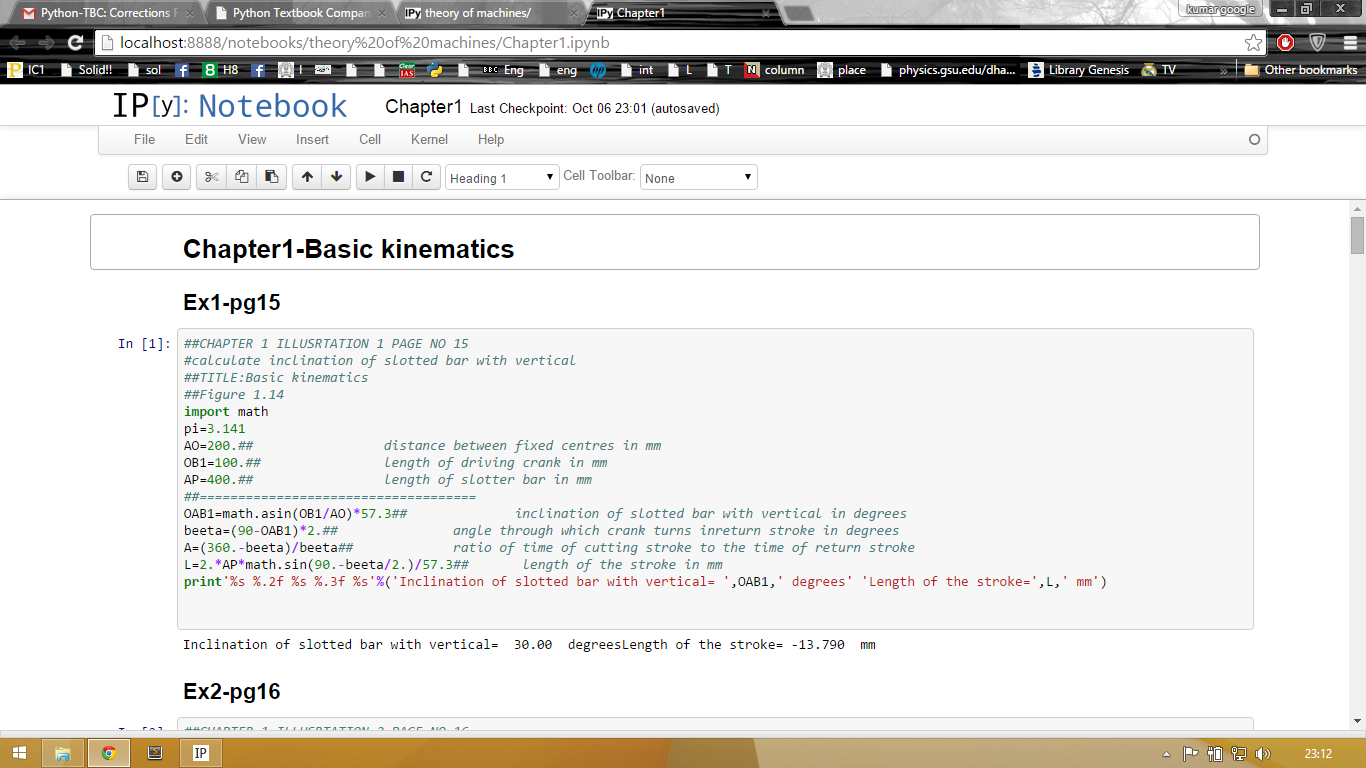 Python-TBC: Corrections R
Python Textbook Compan
IPy theory of machines/
IPy Chapter1
kumar google
localhost:8888/notebooks/theory%20of%20machines/Chapter1.ipynb
IC1 Solid!! sol H8 I Clear IAS BBC Eng eng hp int L T N column place physics.gsu.edu/dha... Library Genesis TV » Other bookmarks
IP[y]: Notebook Chapter1 Last Checkpoint: Oct 06 23:01 (autosaved)
File Edit View Insert Cell Kernel Help
Heading 1 Cell Toolbar: None
Chapter1-Basic kinematics
Ex1-pg15
In [1]: ##CHAPTER 1 ILLUSRTATION 1 PAGE NO 15
#calculate inclination of slotted bar with vertical
##TITLE:Basic kinematics
##Figure 1.14
import math
pi=3.141
AO=200.## distance between fixed centres in mm
OB1=100.## length of driving crank in mm
AP=400.## length of slotter bar in mm
##====================================
OAB1=math.asin(OB1/AO)*57.3## inclination of slotted bar with vertical in degrees
beeta=(90-OAB1)*2.## angle through which crank turns inreturn stroke in degrees
A=(360.-beeta)/beeta## ratio of time of cutting stroke to the time of return stroke
L=2.*AP*math.sin(90.-beeta/2.)/57.3## length of the stroke in mm
print'%s %.2f %s %.3f %s'%('Inclination of slotted bar with vertical= ',OAB1,' degrees' 'Length of the stroke=',L,' mm')
Inclination of slotted bar with vertical=  30.00  degreesLength of the stroke= -13.790  mm
Ex2-pg16
IP 23:12